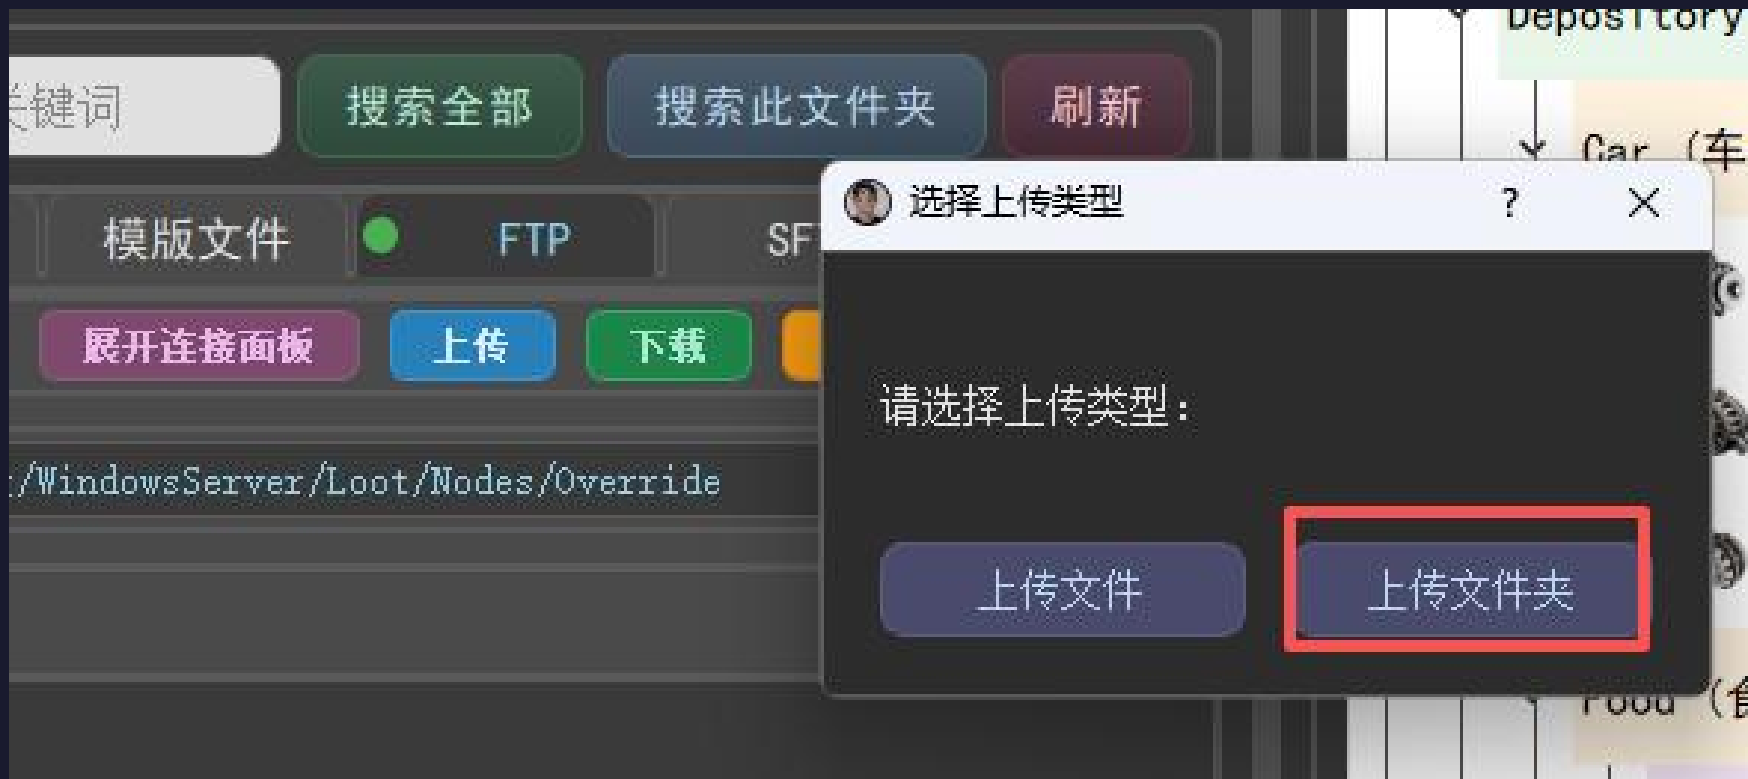 Depository
键词
搜索全部
搜索此文件夹
刷新
Car (车
选择上传类型
?
模版文件
FTP
SF
展开连接面板
上传
下载
请选择上传类型：
:/WindowsServer/Loot/Nodes/Override
上传文件
上传文件夹
Food (食